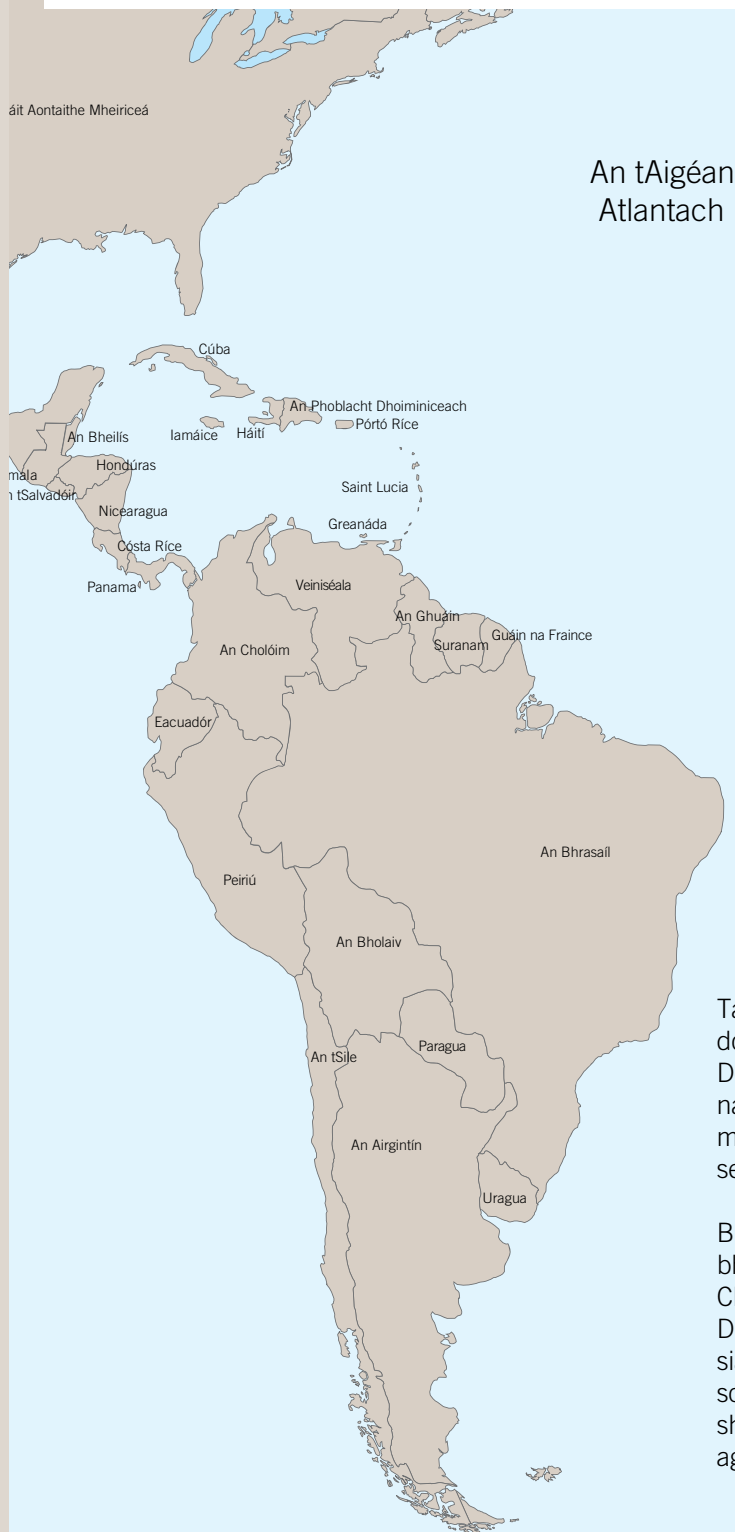 Aontaithe Mheiriceá
An tAigéan
Atlantach
Cúba
An Phoblacht Dhoiminiceach
Pórtó Ríce
Iamáice
Háití
An Bheilís
Hondúras
tSalvadóir
Nicearagua
Saint Lucia
Greanáda
Cósta Ríce
Panama
Veiniséala
An Ghuáin
Suranam
Guáin na Fraince
An Cholóim
Eacuadór
An Bhrasaíl
Peiriú
An Bholaiv
Paragua
An tSile
An Airgintín
Uragua